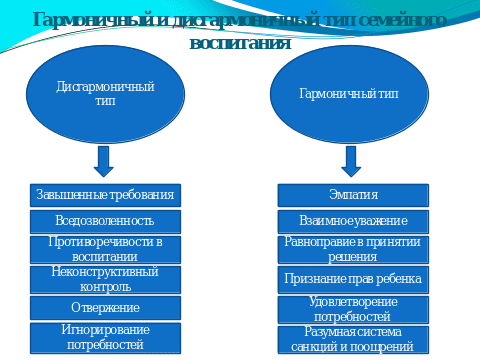 Гармоничный и дисгармоничный тип семейного
воспитания
Дисгармоничный
тип
Завышенные требования
Вседозволенность
Противоречивости в
воспитании
Неконструктивный
контроль
Отвержение
Игнорирование
потребностей
Гармоничный тип
Эмпатия
Взаимное уважение
Равноправие в принятии
решения
Признание прав ребенка
Удовлетворение
потребностей
Разумная система
санкций и поощрений